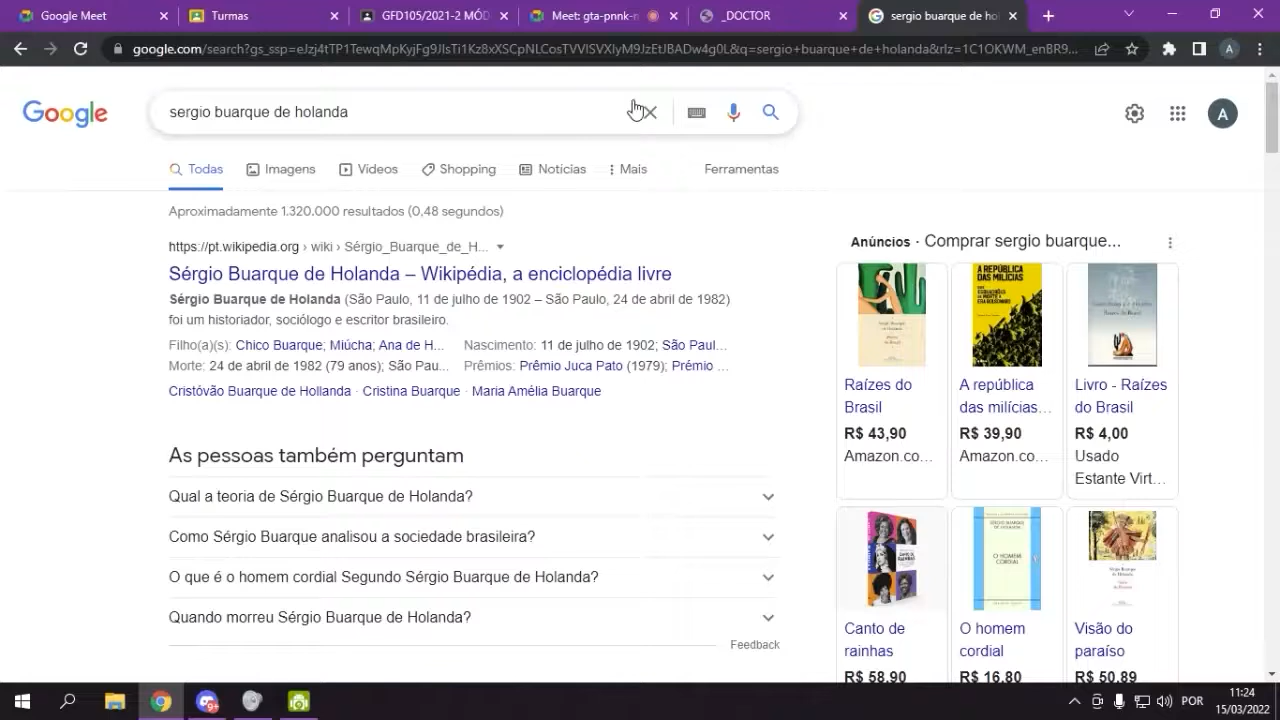 Google Meet
Turmas
GFD105/2021-2 MÓD
Meet: gta-pnnk-n
_DOCTOR
sergio buarque de hol
google.com/search?gs_ssp=eJzj4tTP1TewqMpKyjFg9JIsTi1Kz8xXSCpNLCosTVVISVXIyM9JzEtJBADw4g0L&q=sergio+buarque+de+holanda&rlz=1C1OKWM_enBR9...
A
Google
sergio buarque de holanda
A
Todas
Imagens
Vídeos
Shopping
Notícias
Mais
Ferramentas
Aproximadamente 1.320.000 resultados (0,48 segundos)
https://pt.wikipedia.org › wiki › Sérgio_Buarque_de_H...
Sérgio Buarque de Holanda – Wikipédia, a enciclopédia livre
Sérgio Buarque de Holanda (São Paulo, 11 de julho de 1902 – São Paulo, 24 de abril de 1982)
foi um historiador, sociólogo e escritor brasileiro.
Filho(a)(s): Chico Buarque; Miúcha, Ana de H...
Nascimento: 11 de julho de 1902; São Paul...
Morte: 24 de abril de 1982 (79 anos); São Pau...
Prêmios: Prêmio Juca Pato (1979); Prêmio ...
Cristóvão Buarque de Hollanda · Cristina Buarque · Maria Amélia Buarque
As pessoas também perguntam
Qual a teoria de Sérgio Buarque de Holanda?
Como Sérgio Buarque analisou a sociedade brasileira?
O que é o homem cordial Segundo Sérgio Buarque de Holanda?
Quando morreu Sérgio Buarque de Holanda?
Feedback
Anúncios · Comprar sergio buarque...
A REPÚBLICA
DAS MILÍCIAS
Raízes do
Brasil
R$ 43,90
Amazon.co...
A república
das milícias...
R$ 39,90
Amazon.co...
Livro - Raízes
do Brasil
R$ 4,00
Usado
Estante Virt...
O HOMEM
CORDIAL
Canto de
rainhas
R$ 58,90
O homem
cordial
R$ 16,80
Visão do
paraíso
R$ 50,89
POR
11:24
15/03/2022